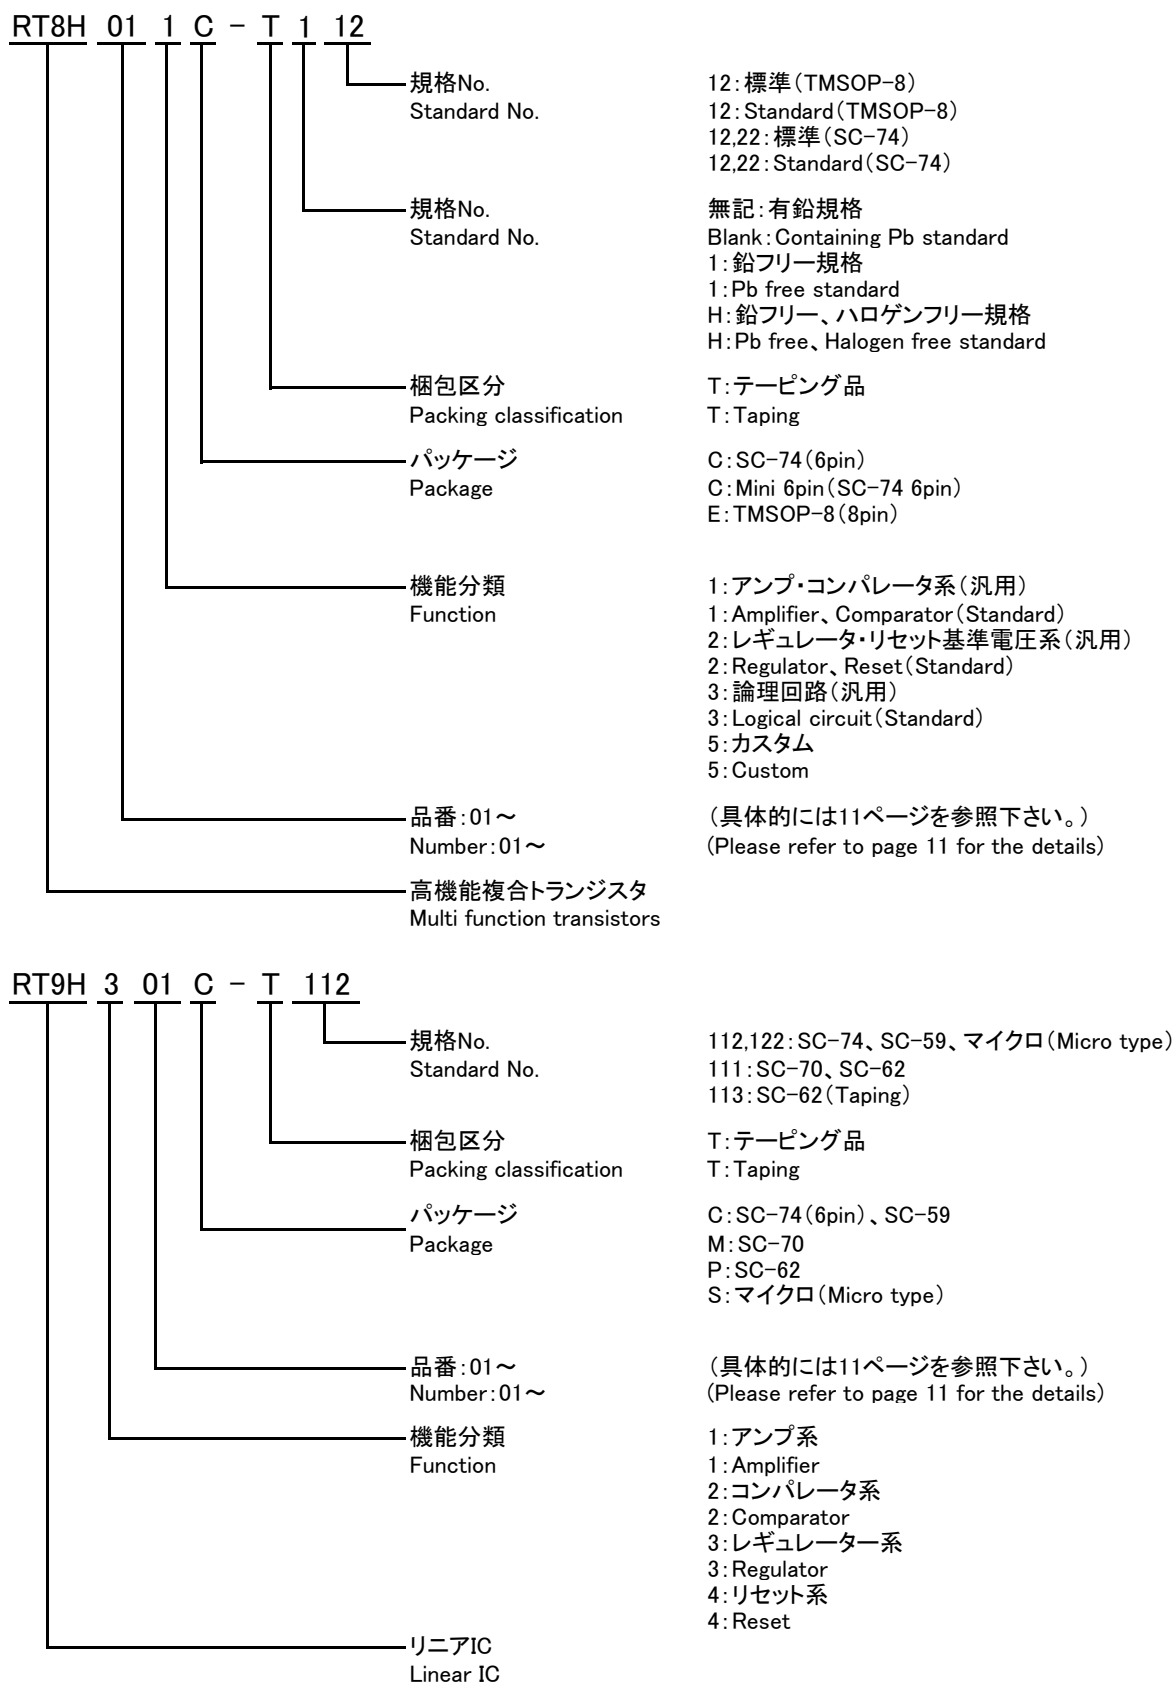 RT8H 01 1 C - T 1 12
規格No. 12:標準(TMSOP-8)
Standard No. 12:Standard(TMSOP-8)
12,22:標準(SC-74)
12,22:Standard(SC-74)
規格No. 無記:有鉛規格
Standard No. Blank:Containing Pb standard
1:鉛フリー規格
1:Pb free standard
H:鉛フリー、ハロゲンフリー規格
H:Pb free、Halogen free standard
梱包区分 T:テーピング品
Packing classification T:Taping
パッケージ C:SC-74(6pin)
Package C:Mini 6pin(SC-74 6pin)
E:TMSOP-8(8pin)
機能分類 1:アンプ・コンパレータ系(汎用)
Function 1:Amplifier、Comparator(Standard)
2:レギュレータ・リセット基準電圧系(汎用)
2:Regulator、Reset(Standard)
3:論理回路(汎用)
3:Logical circuit(Standard)
5:カスタム
5:Custom
品番:01～ (具体的には11ページを参照下さい。)
Number:01～ (Please refer to page 11 for the details)
高機能複合トランジスタ
Multi function transistors
RT9H 3 01 C - T 112
規格No. 112,122:SC-74、SC-59、マイクロ(Micro type)
Standard No. 111:SC-70、SC-62
113:SC-62(Taping)
梱包区分 T:テーピング品
Packing classification T:Taping
パッケージ C:SC-74(6pin)、SC-59
Package M:SC-70
P:SC-62
S:マイクロ(Micro type)
品番:01～ (具体的には11ページを参照下さい。)
Number:01～ (Please refer to page 11 for the details)
機能分類 1:アンプ系
Function 1:Amplifier
2:コンパレータ系
2:Comparator
3:レギュレーター系
3:Regulator
4:リセット系
4:Reset
リニアIC
Linear IC